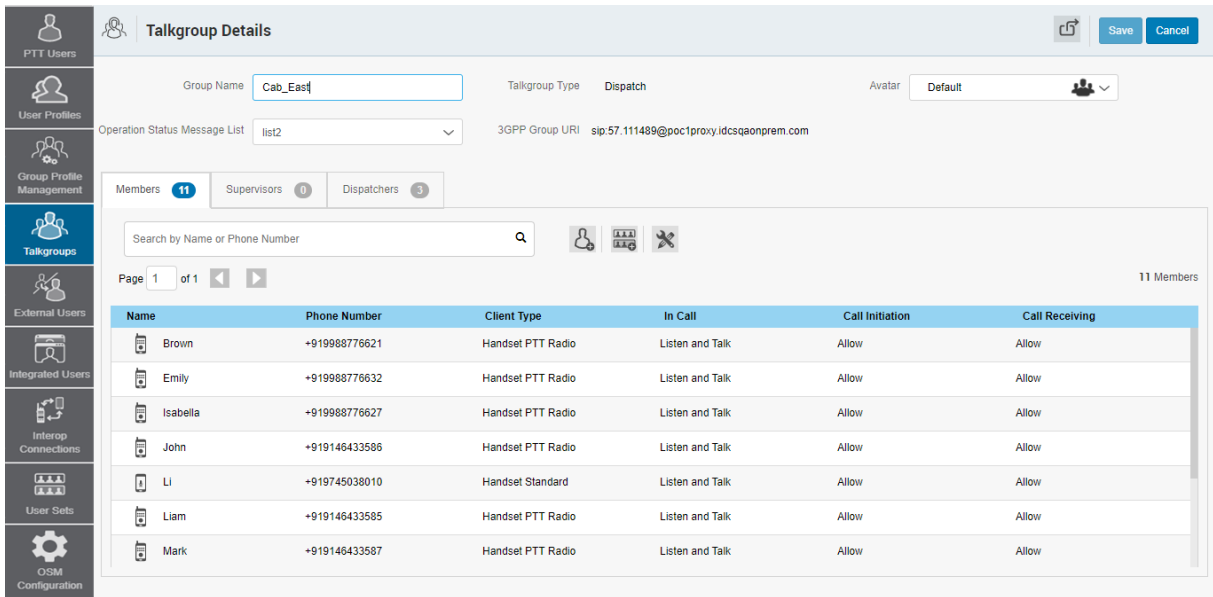 PTT Users
User Profiles
Group Profile
Management
Talkgroups
External Users
Integrated Users
Interop
Connections
User Sets
OSM
Configuration
Talkgroup Details
Save Cancel
Group Name Cab_East Talkgroup Type Dispatch Avatar Default
Operation Status Message List list2 3GPP Group URI sip:57.111489@poc1proxy.idcsqaonprem.com
Members 11 Supervisors 0 Dispatchers 3
Search by Name or Phone Number
Page 1 of 1 11 Members
Name Phone Number Client Type In Call Call Initiation Call Receiving
Brown +919988776621 Handset PTT Radio Listen and Talk Allow Allow
Emily +919988776632 Handset PTT Radio Listen and Talk Allow Allow
Isabella +919988776627 Handset PTT Radio Listen and Talk Allow Allow
John +919146433586 Handset PTT Radio Listen and Talk Allow Allow
Li +919745038010 Handset Standard Listen and Talk Allow Allow
Liam +919146433585 Handset PTT Radio Listen and Talk Allow Allow
Mark +919146433587 Handset PTT Radio Listen and Talk Allow Allow